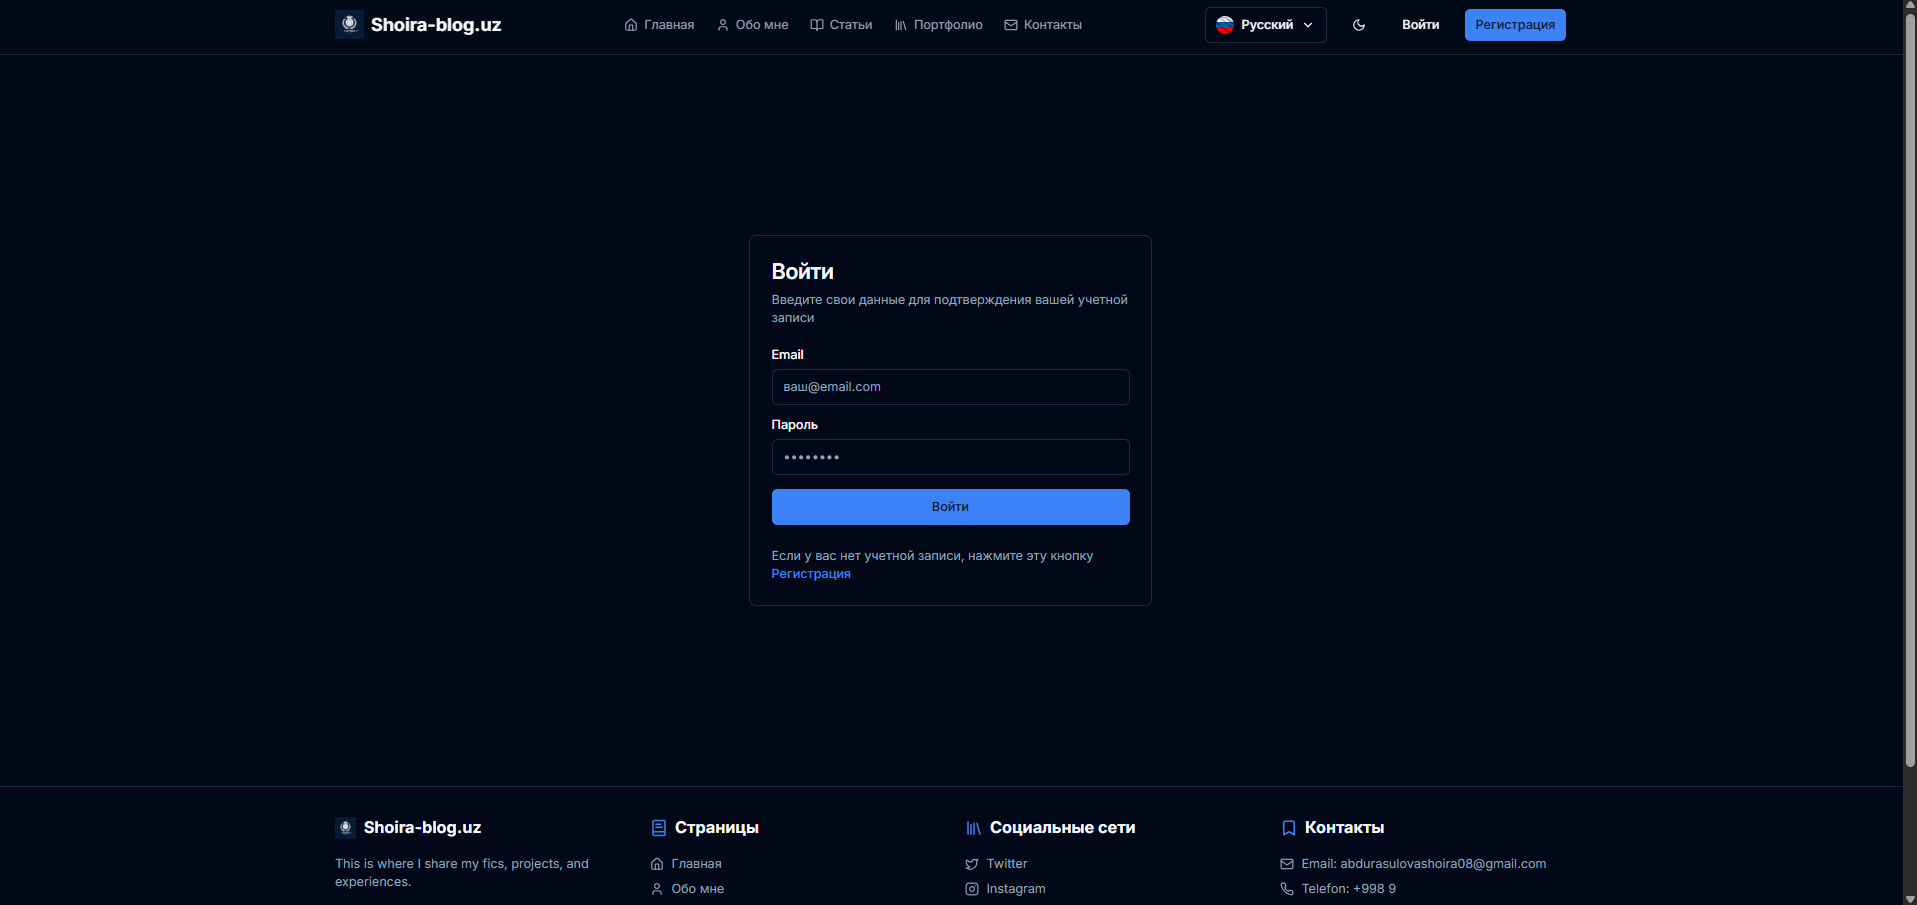 Shoira-blog.uz
Главная
Обо мне
Статьи
Портфолио
Контакты
Русский
Войти
Регистрация
Войти
Введите свои данные для подтверждения вашей учетной
записи
Email
ваш@email.com
Пароль
Войти
Если у вас нет учетной записи, нажмите эту кнопку
Регистрация
Shoira-blog.uz
This is where I share my fics, projects, and
experiences.
Страницы
Главная
Обо мне
Социальные сети
Twitter
Instagram
Контакты
Email: abdurasulovashoira08@gmail.com
Telefon: +998 9